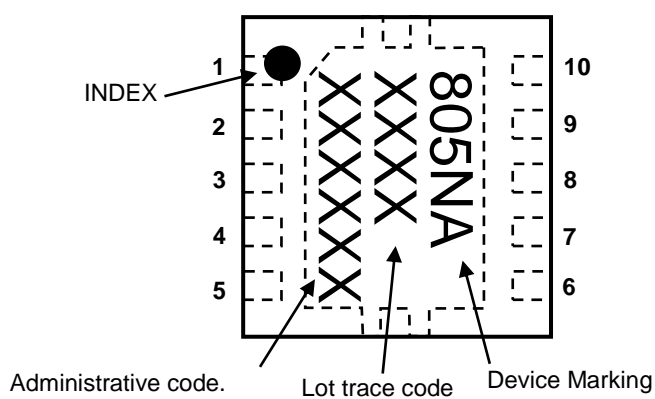 1
INDEX
2
3
4
5
805NA
XXXX
XXXXXX
10
9
8
7
6
Administrative code.
Lot trace code
Device Marking